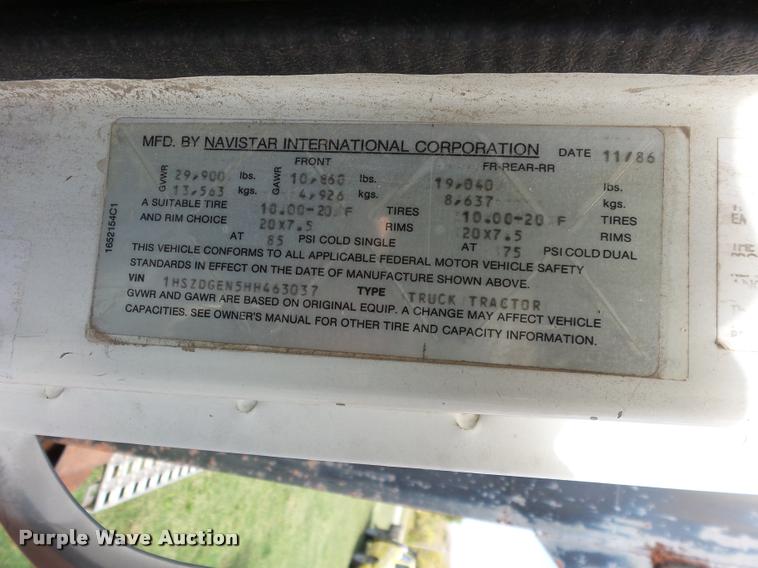 MFD. BY NAVISTAR INTERNATIONAL CORPORATION DATE 11/86
FRONT FR-REAR-RR
GVWR 29,900 lbs. GAWR 10,860 lbs. 19,040 lbs.
13,563 kgs. 4,926 kgs. 8,637 kgs.
A SUITABLE TIRE 10.00-20 F TIRES 10.00-20 F TIRES
AND RIM CHOICE 20X7.5 RIMS 20X7.5 RIMS
AT 85 PSI COLD SINGLE AT 75 PSI COLD DUAL
THIS VEHICLE CONFORMS TO ALL APPLICABLE FEDERAL MOTOR VEHICLE SAFETY
STANDARDS IN EFFECT ON THE DATE OF MANUFACTURE SHOWN ABOVE.
VIN 1HSZDGEN5HH463037 TYPE TRUCK TRACTOR
GVWR AND GAWR ARE BASED ON ORIGINAL EQUIP. A CHANGE MAY AFFECT VEHICLE
CAPACITIES. SEE OWNER'S MANUAL FOR OTHER TIRE AND CAPACITY INFORMATION.
1652154C1
Purple Wave Auction